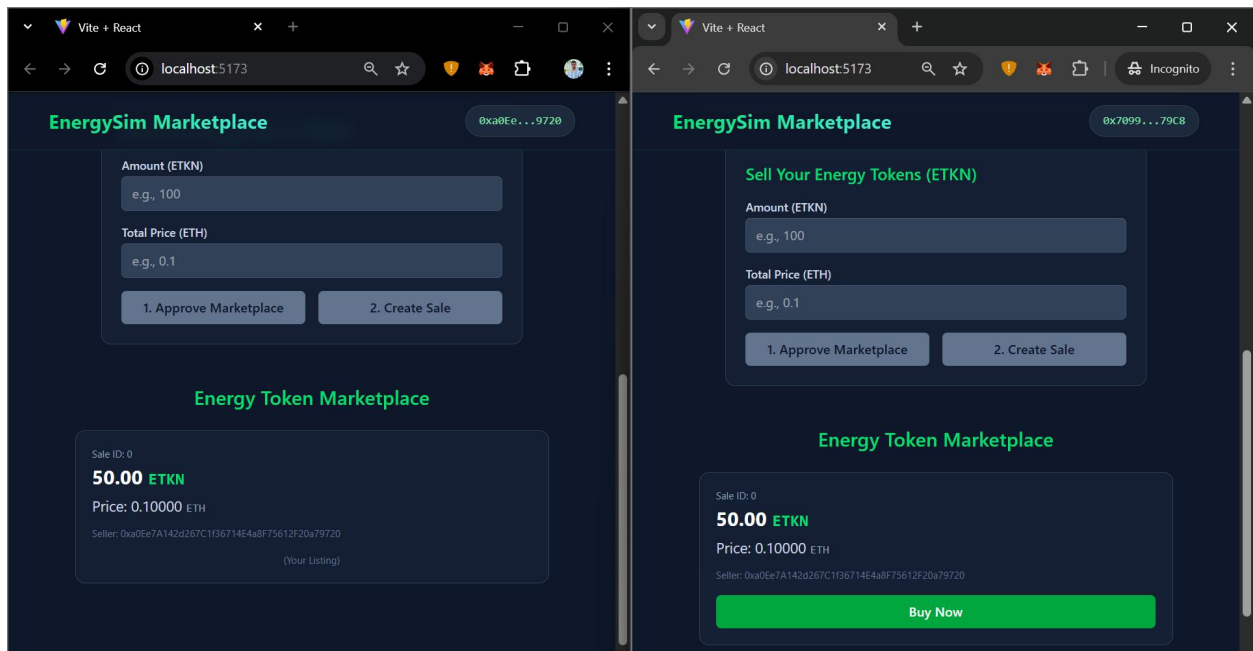 Vite + React
localhost:5173
EnergySim Marketplace
0xa0Ee...9720
Amount (ETKN)
e.g., 100
Total Price (ETH)
e.g., 0.1
1. Approve Marketplace
2. Create Sale
Energy Token Marketplace
Sale ID: 0
50.00 ETKN
Price: 0.10000 ETH
Seller: 0xa0Ee7A142d267C1f36714E4a8F75612F20a79720
(Your Listing)
Vite + React
localhost:5173
Incognito
EnergySim Marketplace
0x7099...79C8
Sell Your Energy Tokens (ETKN)
Amount (ETKN)
e.g., 100
Total Price (ETH)
e.g., 0.1
1. Approve Marketplace
2. Create Sale
Energy Token Marketplace
Sale ID: 0
50.00 ETKN
Price: 0.10000 ETH
Seller: 0xa0Ee7A142d267C1f36714E4a8F75612F20a79720
Buy Now